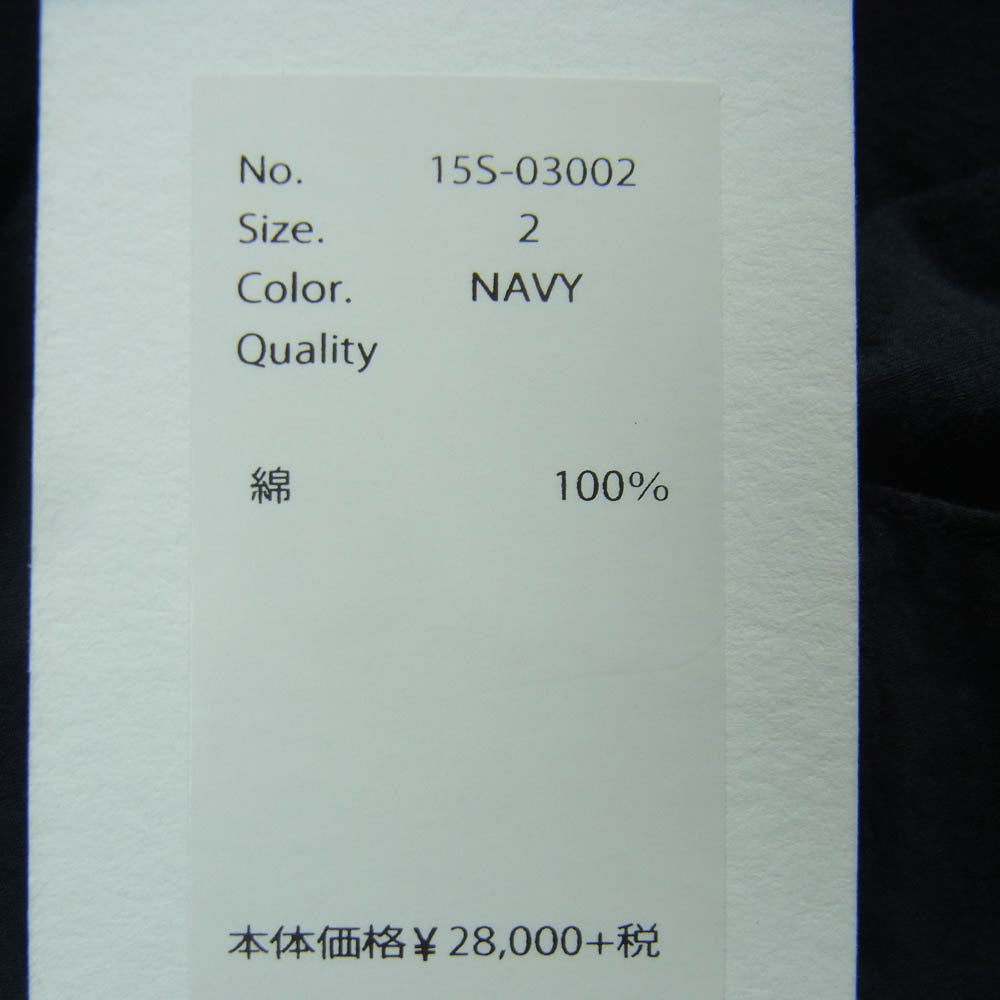 No. 15S-03002
Size. 2
Color. NAVY
Quality
綿 100%
本体価格¥28,000+税